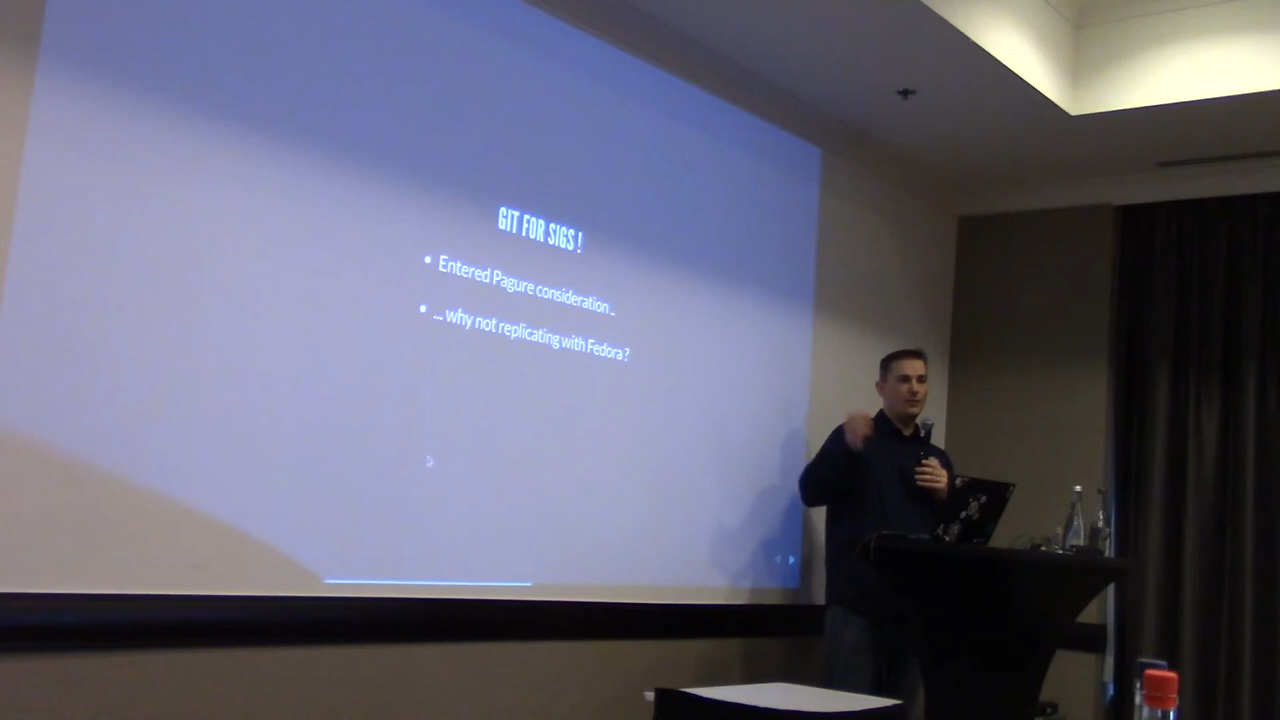 GIT FOR SIGS !
• Entered Pagure consideration ..
• ... why not replicating with Fedora ?